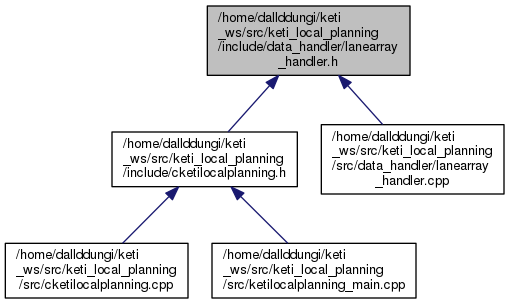 /home/dallddungi/keti
_ws/src/keti_local_planning
/include/data_handler/lanearray
_handler.h
/home/dallddungi/keti
_ws/src/keti_local_planning
/include/cketilocalplanning.h
/home/dallddungi/keti
_ws/src/keti_local_planning
/src/data_handler/lanearray
_handler.cpp
/home/dallddungi/keti
_ws/src/keti_local_planning
/src/cketilocalplanning.cpp
/home/dallddungi/keti
_ws/src/keti_local_planning
/src/ketilocalplanning_main.cpp